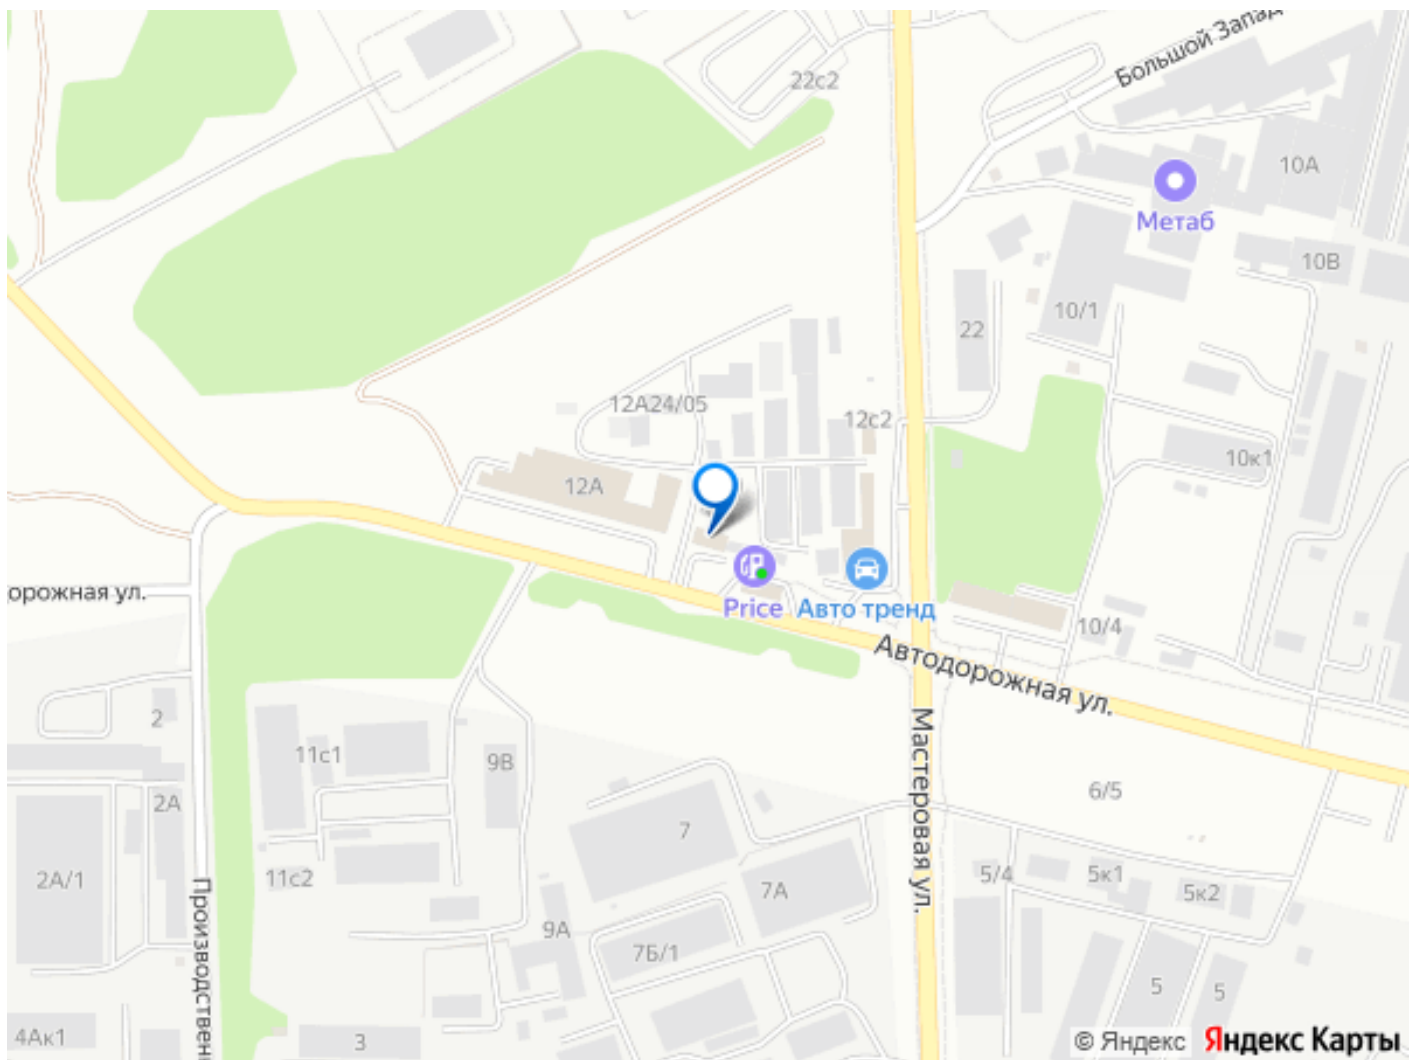 Большой Запад
22с2
10А
Метаб
10В
10/1
22
12А24/05
12с2
10к1
12А
орожная ул.
Price
Авто тренд
10/4
Автодорожная ул.
2
11с1
9В
Мастеровая ул.
6/5
2А
7
2А/1
11с2
7А
5/4
5к1
5к2
Производствен
9А
7Б/1
5
5
4Ак1
3
© Яндекс
Яндекс Карты